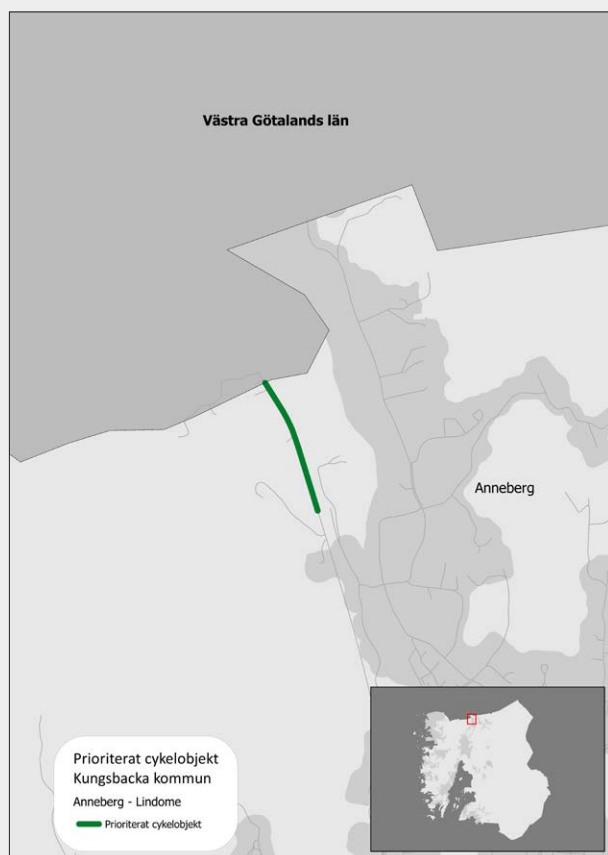 Västra Götalands län
Anneberg
Prioriterat cykelobjekt
Kungsbacka kommun
Anneberg - Lindome
Prioriterat cykelobjekt